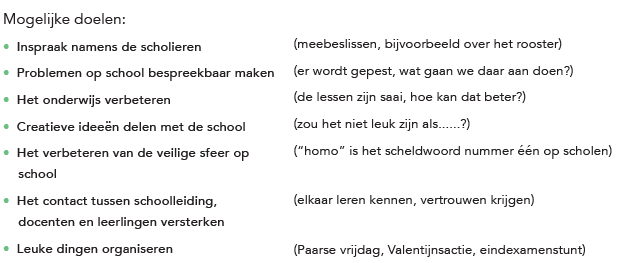 Mogelijke doelen:
• Inspraak namens de scholieren (meebeslissen, bijvoorbeeld over het rooster)
• Problemen op school bespreekbaar maken (er wordt gepest, wat gaan we daar aan doen?)
• Het onderwijs verbeteren (de lessen zijn saai, hoe kan dat beter?)
• Creatieve ideeën delen met de school (zou het niet leuk zijn als......?)
• Het verbeteren van de veilige sfeer op (“homo” is het scheldwoord nummer één op scholen)
school
• Het contact tussen schoolleiding, (elkaar leren kennen, vertrouwen krijgen)
docenten en leerlingen versterken
• Leuke dingen organiseren (Paarse vrijdag, Valentijnsactie, eindexamenstunt)